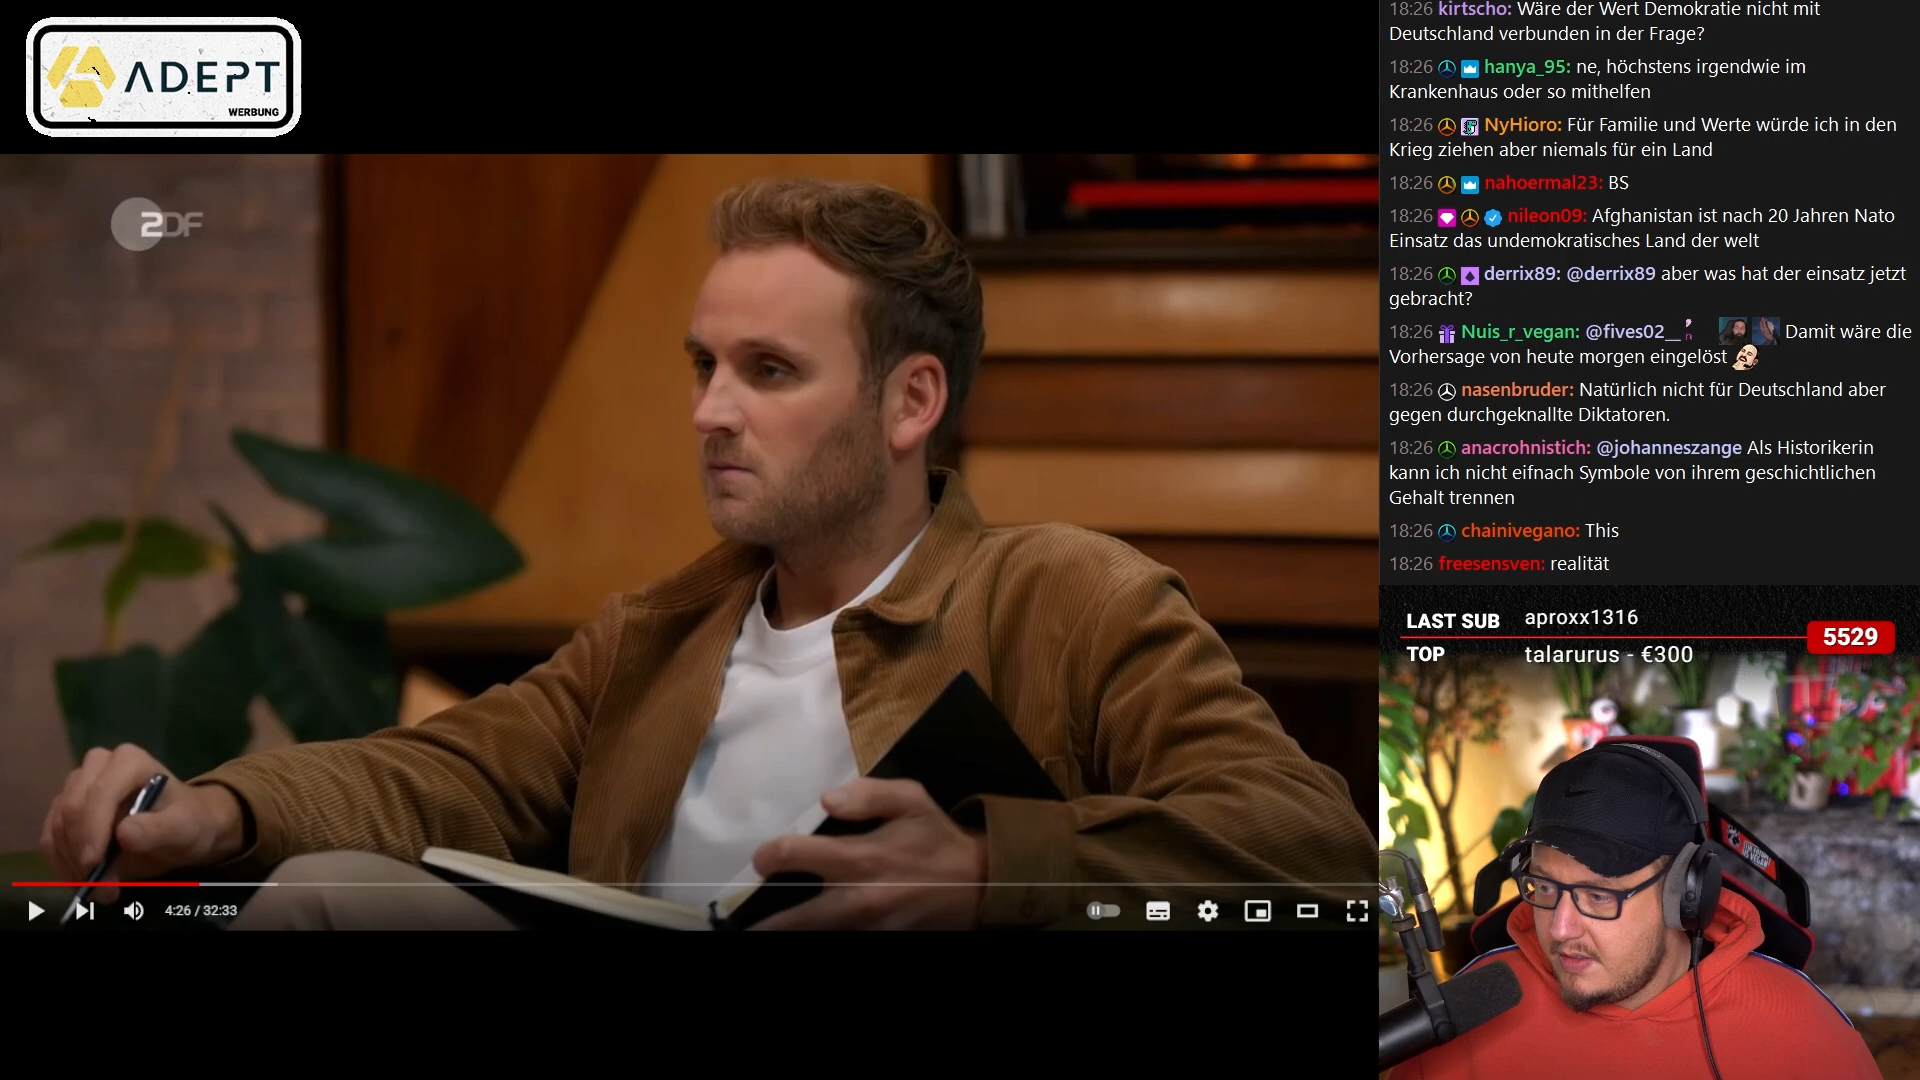 ADEPT
WERBUNG
ZDF
4:26 / 32:33
18:26 kirtscho: Wäre der Wert Demokratie nicht mit
Deutschland verbunden in der Frage?
18:26 hanya_95: ne, höchstens irgendwie im
Krankenhaus oder so mithelfen
18:26 NyHioro: Für Familie und Werte würde ich in den
Krieg ziehen aber niemals für ein Land
18:26 nahoermal23: BS
18:26 nileon09: Afghanistan ist nach 20 Jahren Nato
Einsatz das undemokratisches Land der welt
18:26 derrix89: @derrix89 aber was hat der einsatz jetzt
gebracht?
18:26 Nuis_r_vegan: @fives02__ Damit wäre die
Vorhersage von heute morgen eingelöst
18:26 nasenbruder: Natürlich nicht für Deutschland aber
gegen durchgeknallte Diktatoren.
18:26 anacrohnistich: @johanneszange Als Historikerin
kann ich nicht eifnach Symbole von ihrem geschichtlichen
Gehalt trennen
18:26 chainivegano: This
18:26 freesensven: realität
LAST SUB aproxx1316
5529
TOP talarurus - €300